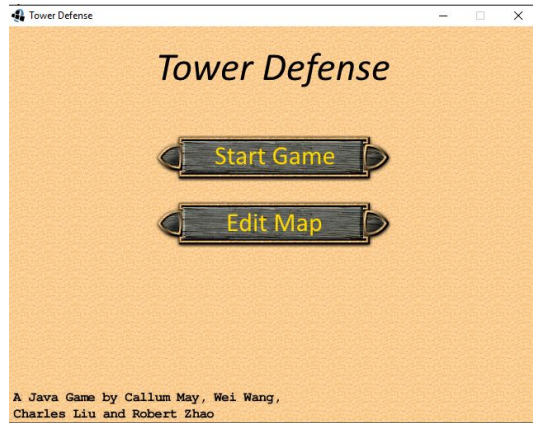 Tower Defense
Tower Defense
Start Game
Edit Map
A Java Game by Callum May, Wei Wang,
Charles Liu and Robert Zhao